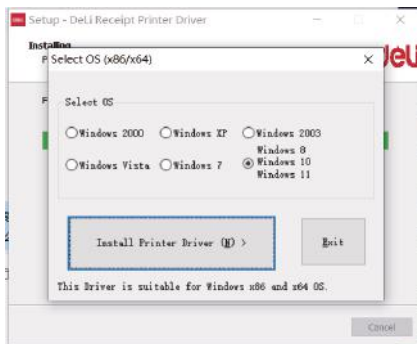 Setup - DeLi Receipt Printer Driver
Installing
Select OS (x86/x64)
DeLi
Select OS
Windows 2000
Windows XP
Windows 2003
Windows Vista
Windows 7
Windows 8
Windows 10
Windows 11
Install Printer Driver (N) >
Exit
This Driver is suitable for Windows x86 and x64 OS.
Cancel